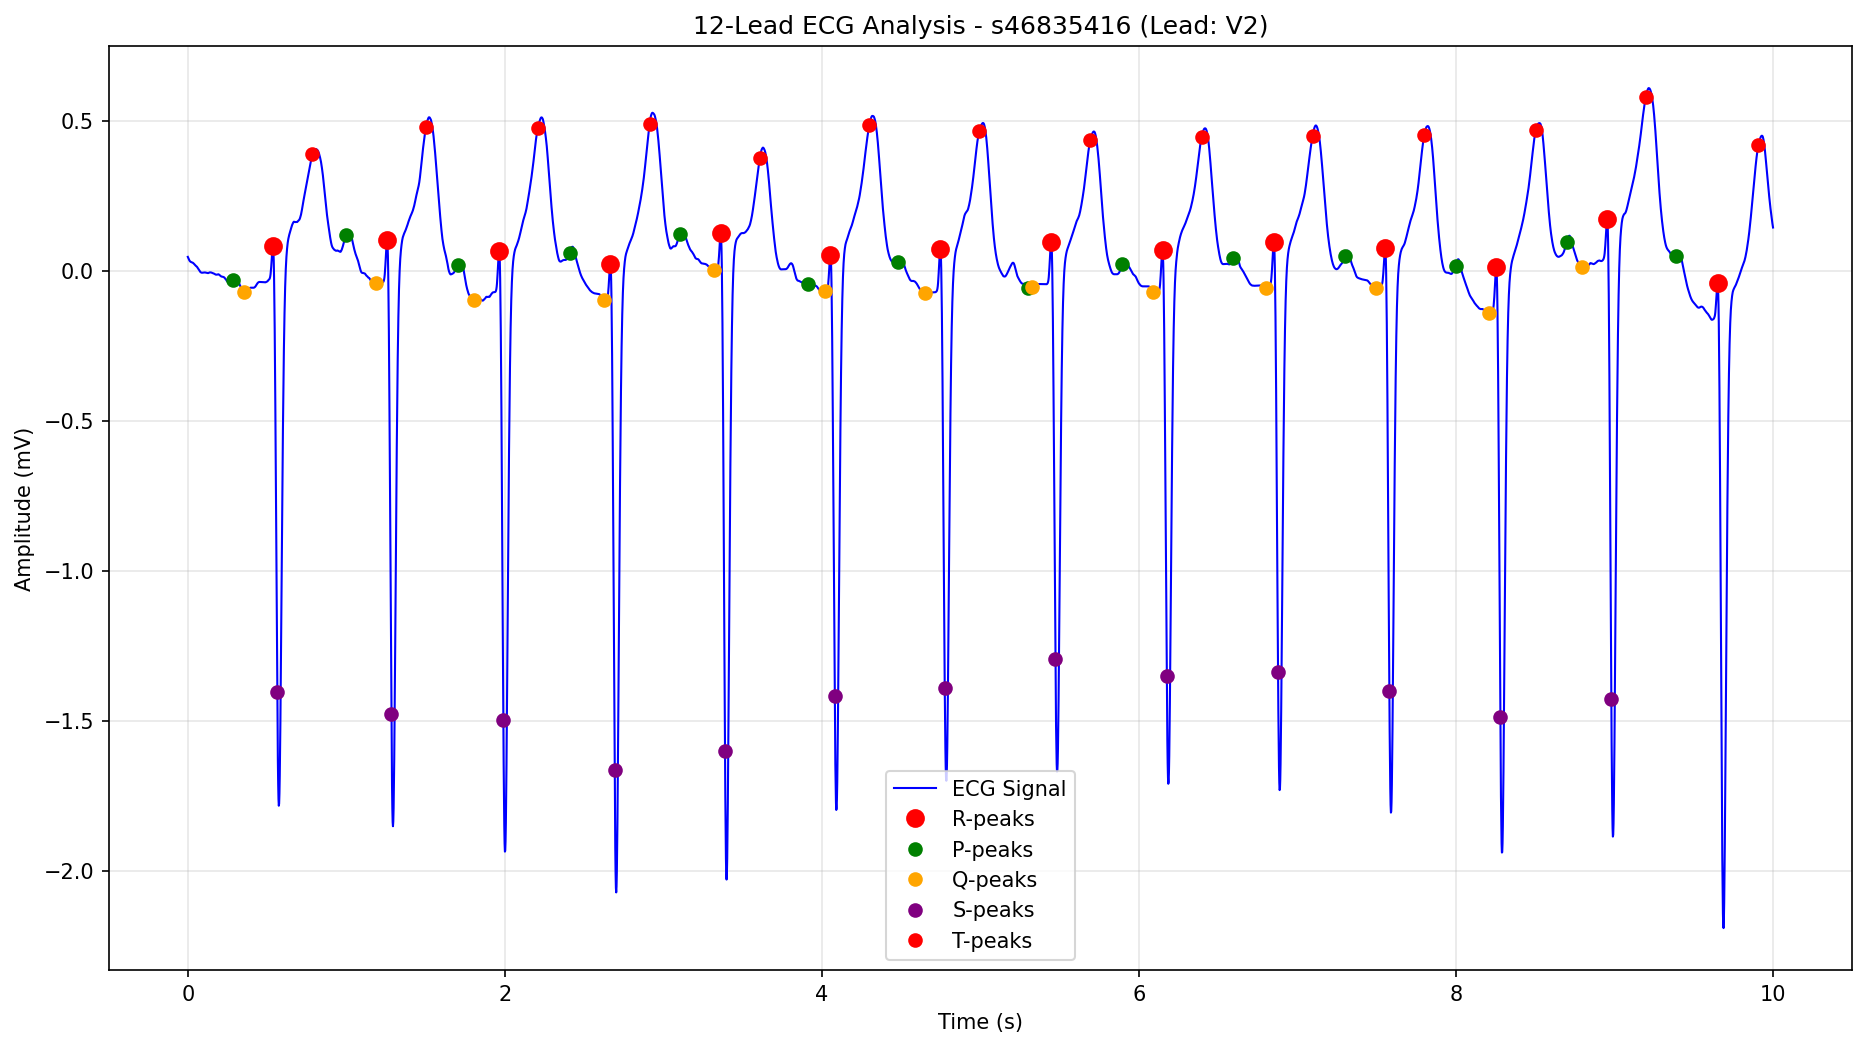 12-Lead ECG Analysis - s46835416 (Lead: V2)
Amplitude (mV)
0.5
0.0
−0.5
−1.0
−1.5
−2.0
ECG Signal
R-peaks
P-peaks
Q-peaks
S-peaks
T-peaks
0 2 4 6 8 10
Time (s)